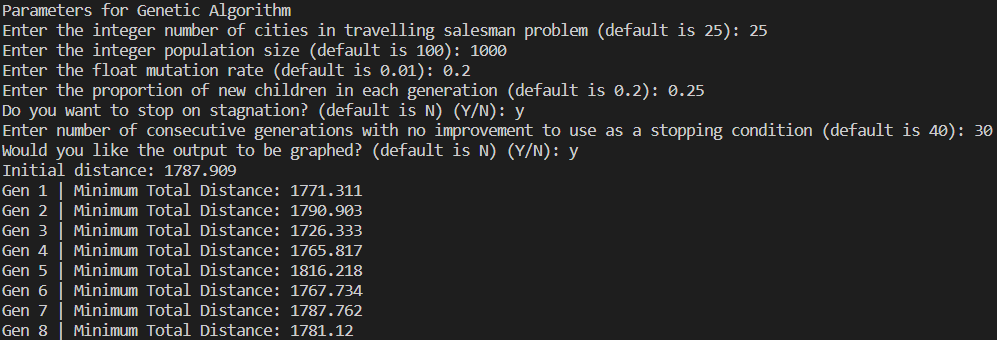 Parameters for Genetic Algorithm
Enter the integer number of cities in travelling salesman problem (default is 25): 25
Enter the integer population size (default is 100): 1000
Enter the float mutation rate (default is 0.01): 0.2
Enter the proportion of new children in each generation (default is 0.2): 0.25
Do you want to stop on stagnation? (default is N) (Y/N): y
Enter number of consecutive generations with no improvement to use as a stopping condition (default is 40): 30
Would you like the output to be graphed? (default is N) (Y/N): y
Initial distance: 1787.909
Gen 1 | Minimum Total Distance: 1771.311
Gen 2 | Minimum Total Distance: 1790.903
Gen 3 | Minimum Total Distance: 1726.333
Gen 4 | Minimum Total Distance: 1765.817
Gen 5 | Minimum Total Distance: 1816.218
Gen 6 | Minimum Total Distance: 1767.734
Gen 7 | Minimum Total Distance: 1787.762
Gen 8 | Minimum Total Distance: 1781.12